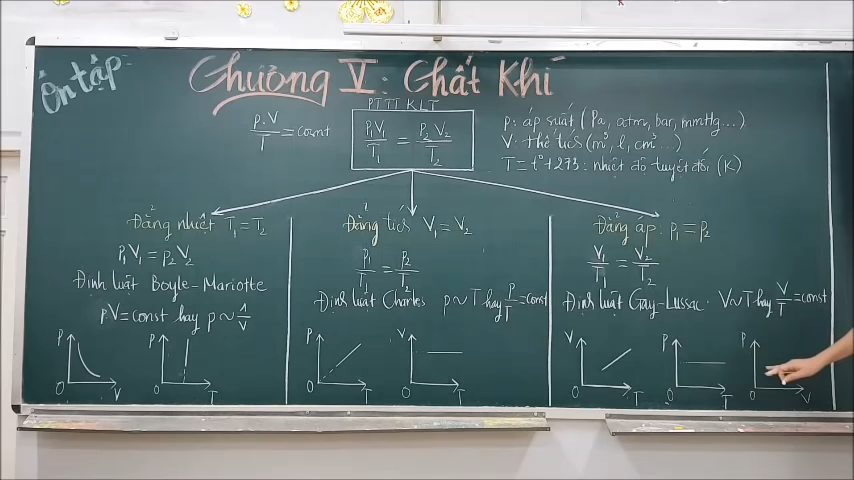 Ôn tập:
Chương V: Chất Khí
PTTT KLT
p.V/T = const
p₁V₁/T₁ = p₂V₂/T₂
p: áp suất (Pa, atm, bar, mmHg...)
V: thể tích (m³, l, cm³...)
T = t°+273: nhiệt độ tuyệt đối (K)
Đẳng nhiệt T₁ = T₂
p₁V₁ = p₂V₂
Định luật Boyle-Mariotte
pV = const hay p ~ 1/V
p
O
V
p
O
T
Đẳng tích V₁ = V₂
p₁/T₁ = p₂/T₂
Định luật Charles p ~ T hay p/T = const
p
O
T
V
O
T
Đẳng áp: p₁ = p₂
V₁/T₁ = V₂/T₂
Định luật Gay-Lussac. V ~ T hay V/T = const
V
O
T
p
O
T
p
O
V